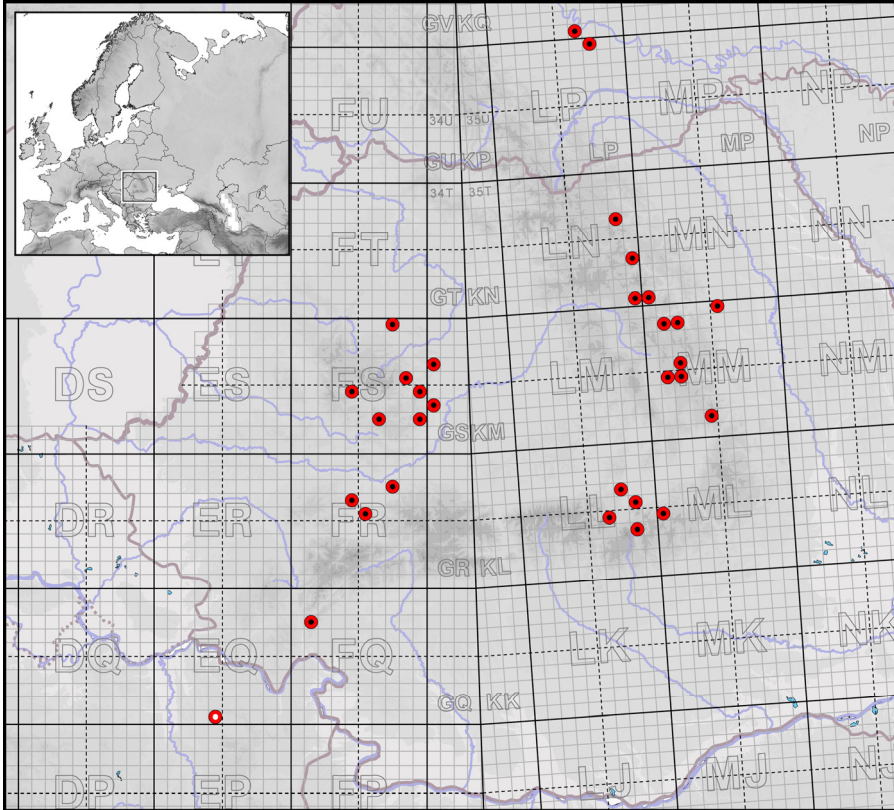 GV KQ
FU LP MP NP
34U 35U
LP MP NP
GU KP
34T 35T
FT LN MN NN
GT KN
DS ES FS LM MM NM
GS KM
DR ER FR LL ML NL
GR KL
DQ EQ FQ LK MK NK
GQ KK
DP EP FP LJ MJ NJ